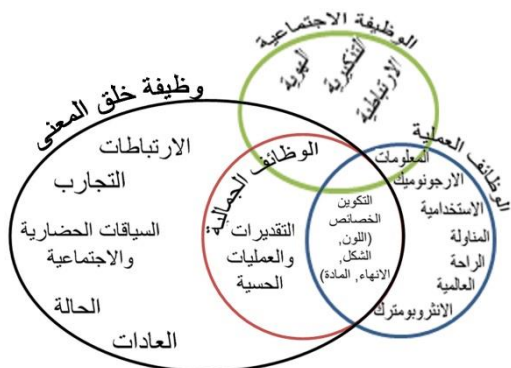 الوظيفة الاجتماعية
الهوية
التذكيرية
الارتباطية
وظيفة خلق المعنى
الارتباطات
التجارب
السياقات الحضارية
والاجتماعية
الحالة
العادات
الوظائف الجمالية
التقديرات
والعمليات
الحسية
التكوين
الخصائص
(اللون,
الشكل,
الانهاء, المادة)
الوظائف العملية
المعلومات
الارجونوميك
الاستخدامية
المناولة
الراحة
العالمية
الانثروبومترك